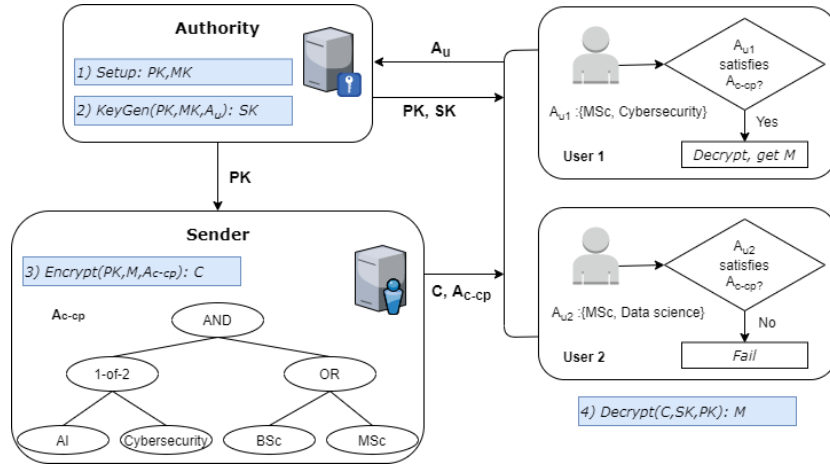 Authority
1) Setup: PK,MK
2) KeyGen(PK,MK,Au): SK
Au
PK, SK
PK
Sender
3) Encrypt(PK,M,Ac-cp): C
Ac-cp
AND
1-of-2
OR
AI
Cybersecurity
BSc
MSc
C, Ac-cp
Au1
satisfies
Ac-cp?
Au1 :{MSc, Cybersecurity}
Yes
User 1
Decrypt, get M
Au2
satisfies
Ac-cp?
Au2 :{MSc, Data science}
No
User 2
Fail
4) Decrypt(C,SK,PK): M